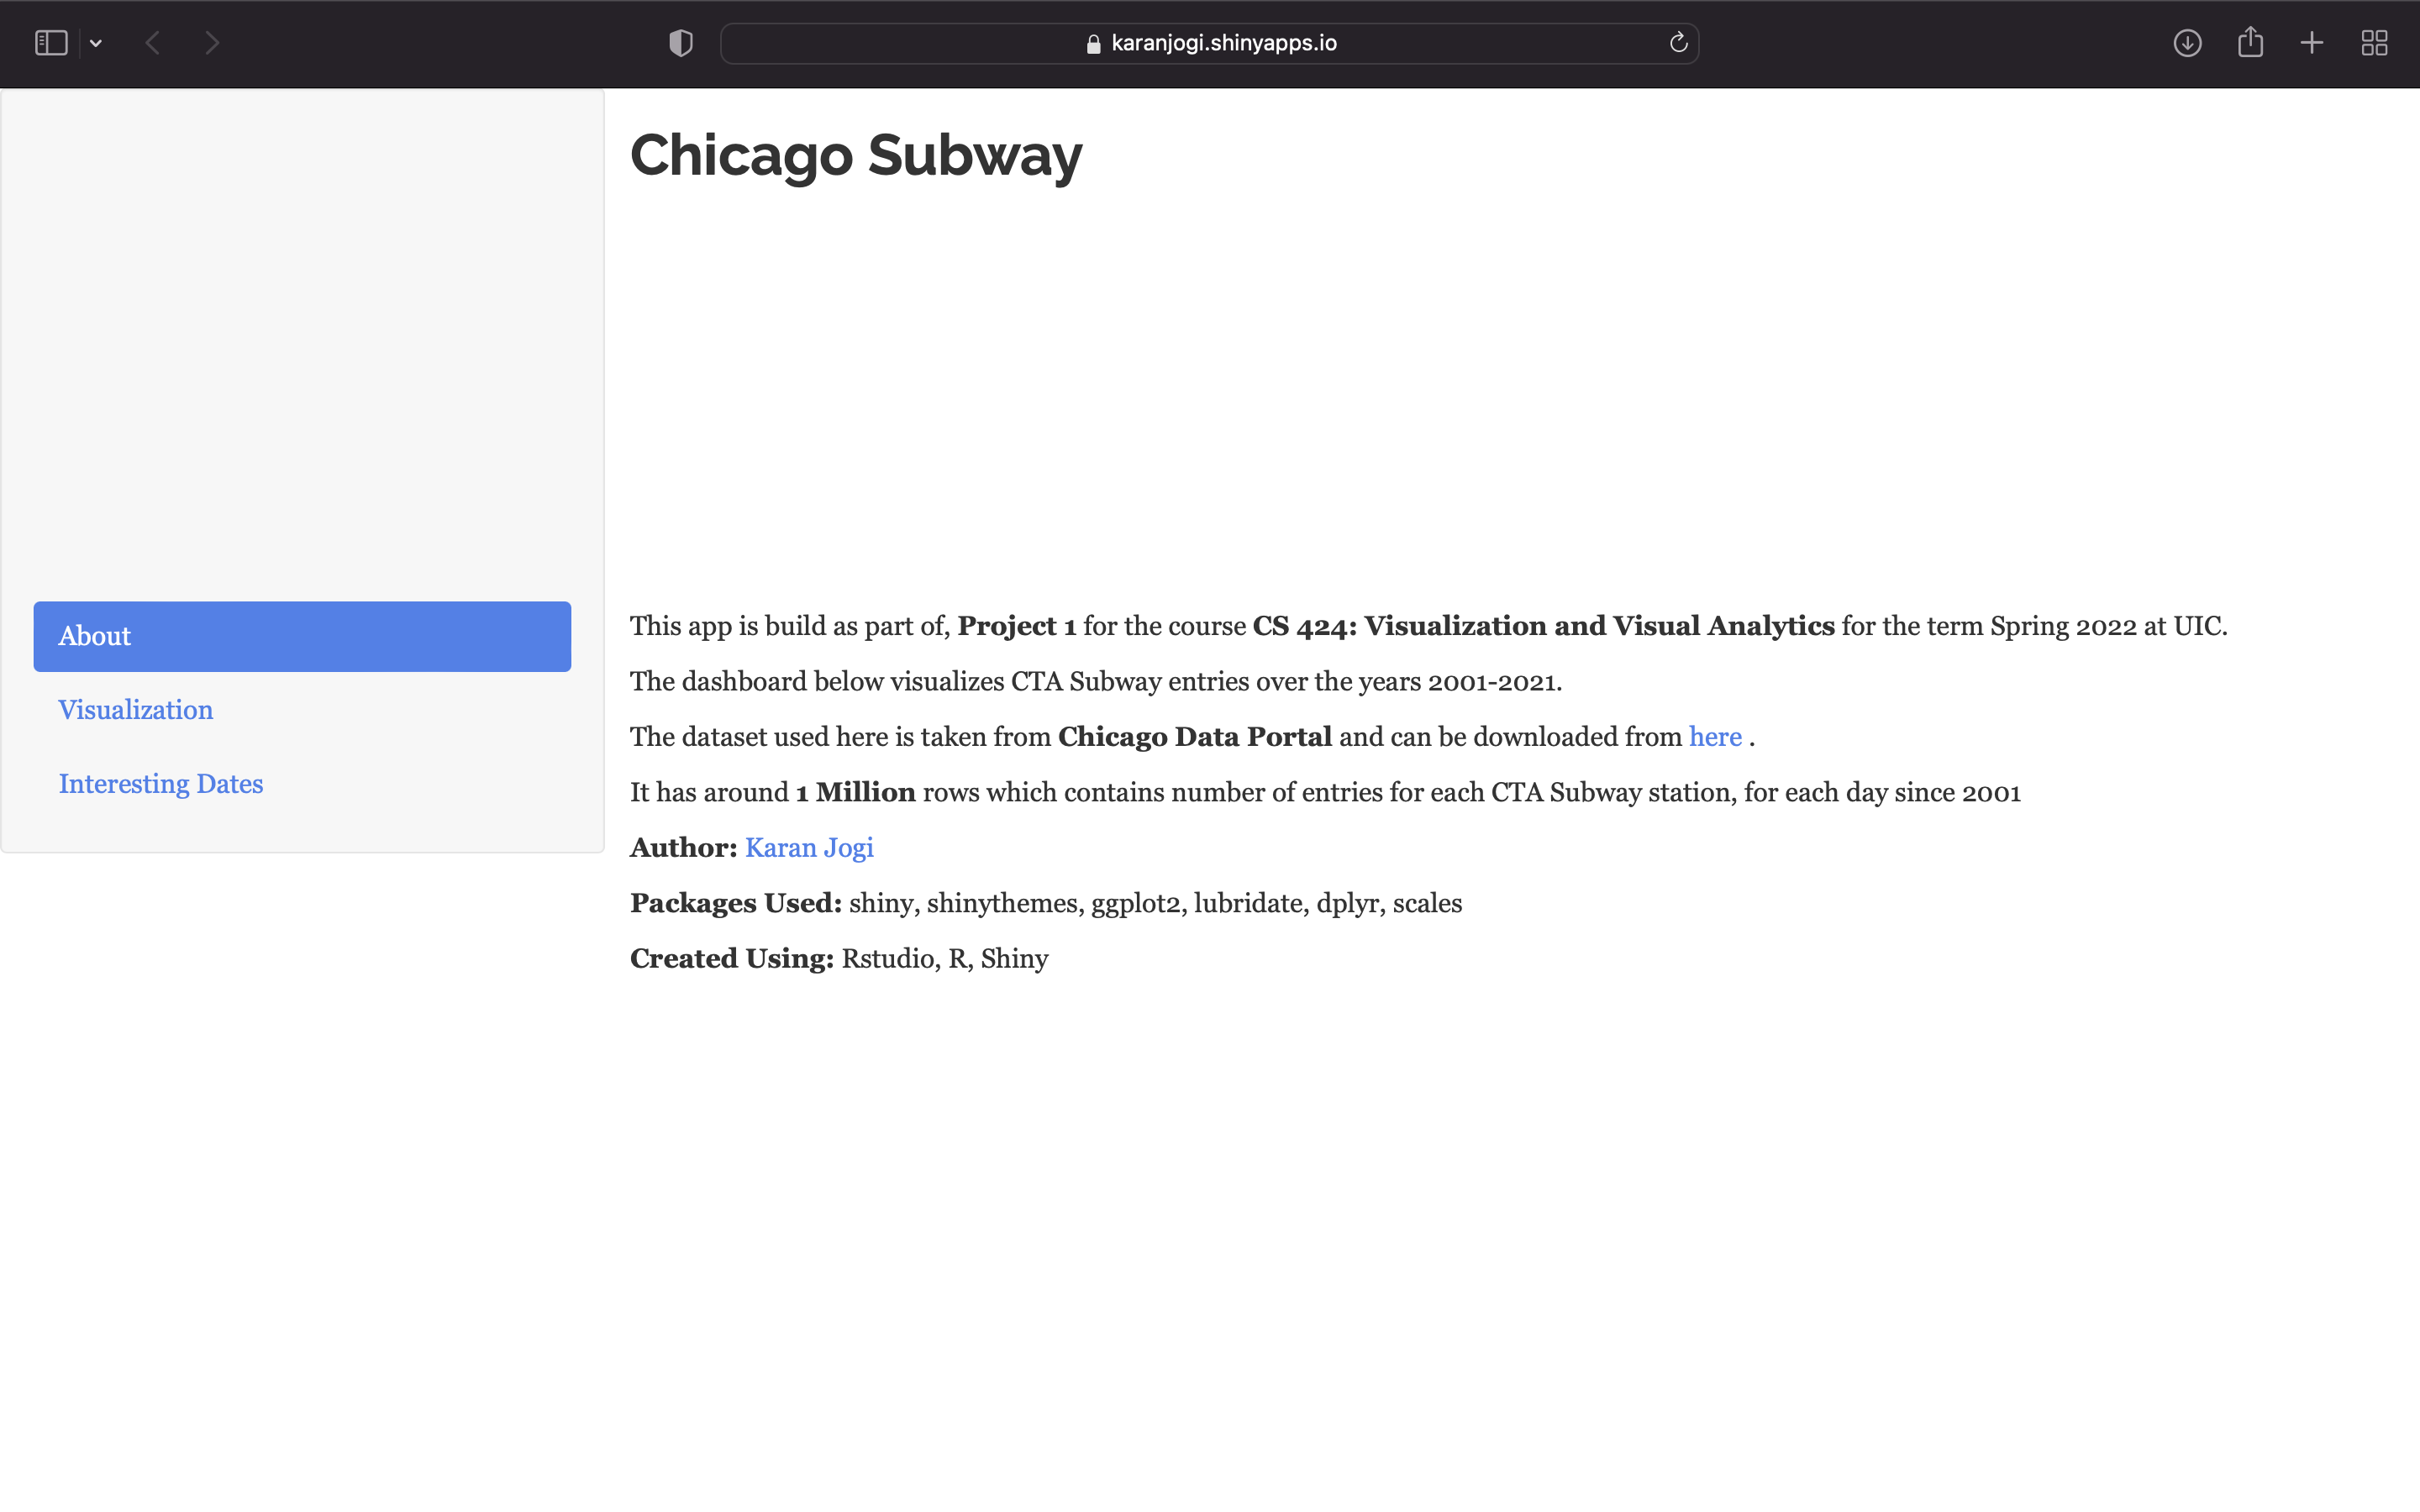 karanjogi.shinyapps.io
Chicago Subway
About
Visualization
Interesting Dates
This app is build as part of, Project 1 for the course CS 424: Visualization and Visual Analytics for the term Spring 2022 at UIC.
The dashboard below visualizes CTA Subway entries over the years 2001-2021.
The dataset used here is taken from Chicago Data Portal and can be downloaded from here .
It has around 1 Million rows which contains number of entries for each CTA Subway station, for each day since 2001
Author: Karan Jogi
Packages Used: shiny, shinythemes, ggplot2, lubridate, dplyr, scales
Created Using: Rstudio, R, Shiny